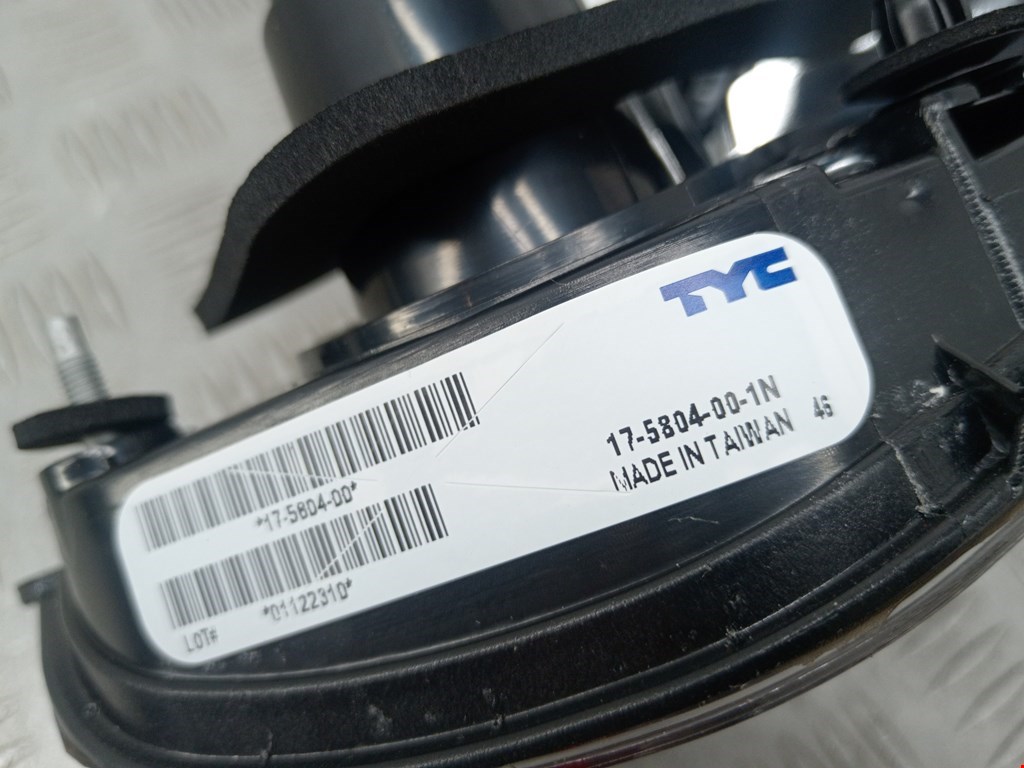 TYC
*17-5804-00*
17-5804-00-1N
MADE IN TAIWAN 46
*01122310*
LOT#